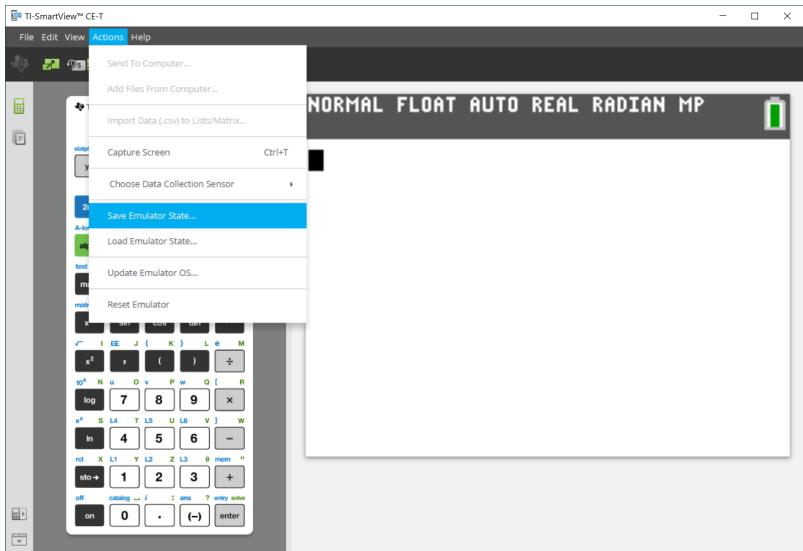 TI-SmartView™ CE-T
File Edit View Actions Help
Send To Computer...
Add Files From Computer...
Import Data (.csv) to Lists/Matrix...
Capture Screen Ctrl+T
Choose Data Collection Sensor
Save Emulator State...
Load Emulator State...
Update Emulator OS...
Reset Emulator
NORMAL FLOAT AUTO REAL RADIAN MP
√ I EE J { K } L e M
x² , ( ) ÷
10ˣ N u O v P w Q [ R
log 7 8 9 ×
eˣ S L4 T L5 U L6 V ] W
ln 4 5 6 −
rcl X L1 Y L2 Z L3 θ mem "
sto→ 1 2 3 +
off catalog i : ans ? entry solve
on 0 . (−) enter